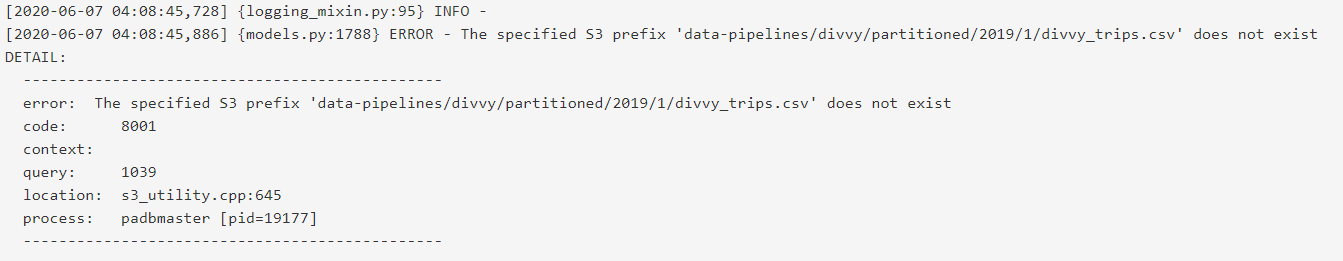 [2020-06-07 04:08:45,728] {logging_mixin.py:95} INFO -
[2020-06-07 04:08:45,886] {models.py:1788} ERROR - The specified S3 prefix 'data-pipelines/divvy/partitioned/2019/1/divvy_trips.csv' does not exist
DETAIL:
-----------------------------------------------
error:  The specified S3 prefix 'data-pipelines/divvy/partitioned/2019/1/divvy_trips.csv' does not exist
code:      8001
context:
query:     1039
location:  s3_utility.cpp:645
process:   padbmaster [pid=19177]
-----------------------------------------------